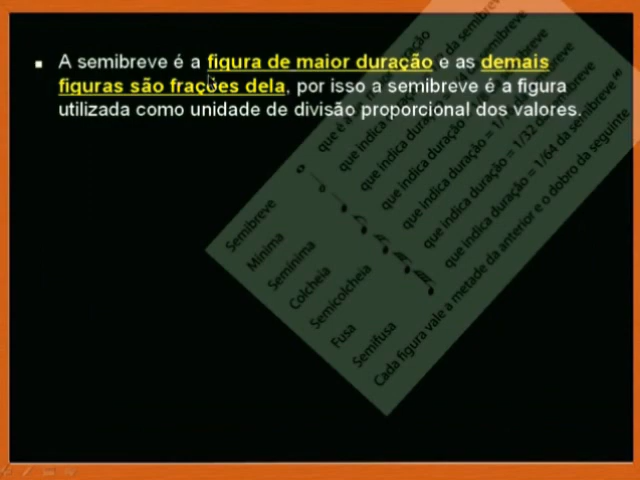 A semibreve é a figura de maior duração e as demais
figuras são frações dela, por isso a semibreve é a figura
utilizada como unidade de divisão proporcional dos valores.
Semibreve
Mínima
Semínima que indica duração
Colcheia que indica duração
Semicolcheia que indica duração = 1/
Fusa que indica duração = 1/32 da semibreve
Semifusa que indica duração = 1/64 da semibreve
Cada figura vale a metade da anterior e o dobro da seguinte